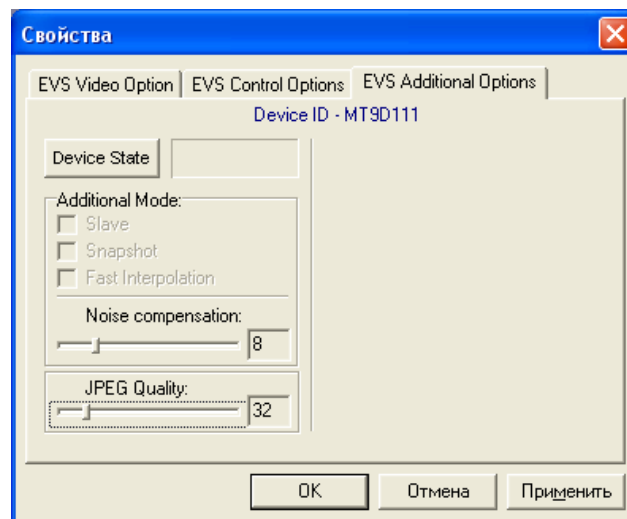 Свойства
EVS Video Option EVS Control Options EVS Additional Options
Device ID - MT9D111
Device State
Additional Mode:
Slave
Snapshot
Fast Interpolation
Noise compensation:
8
JPEG Quality:
32
OK Отмена Применить